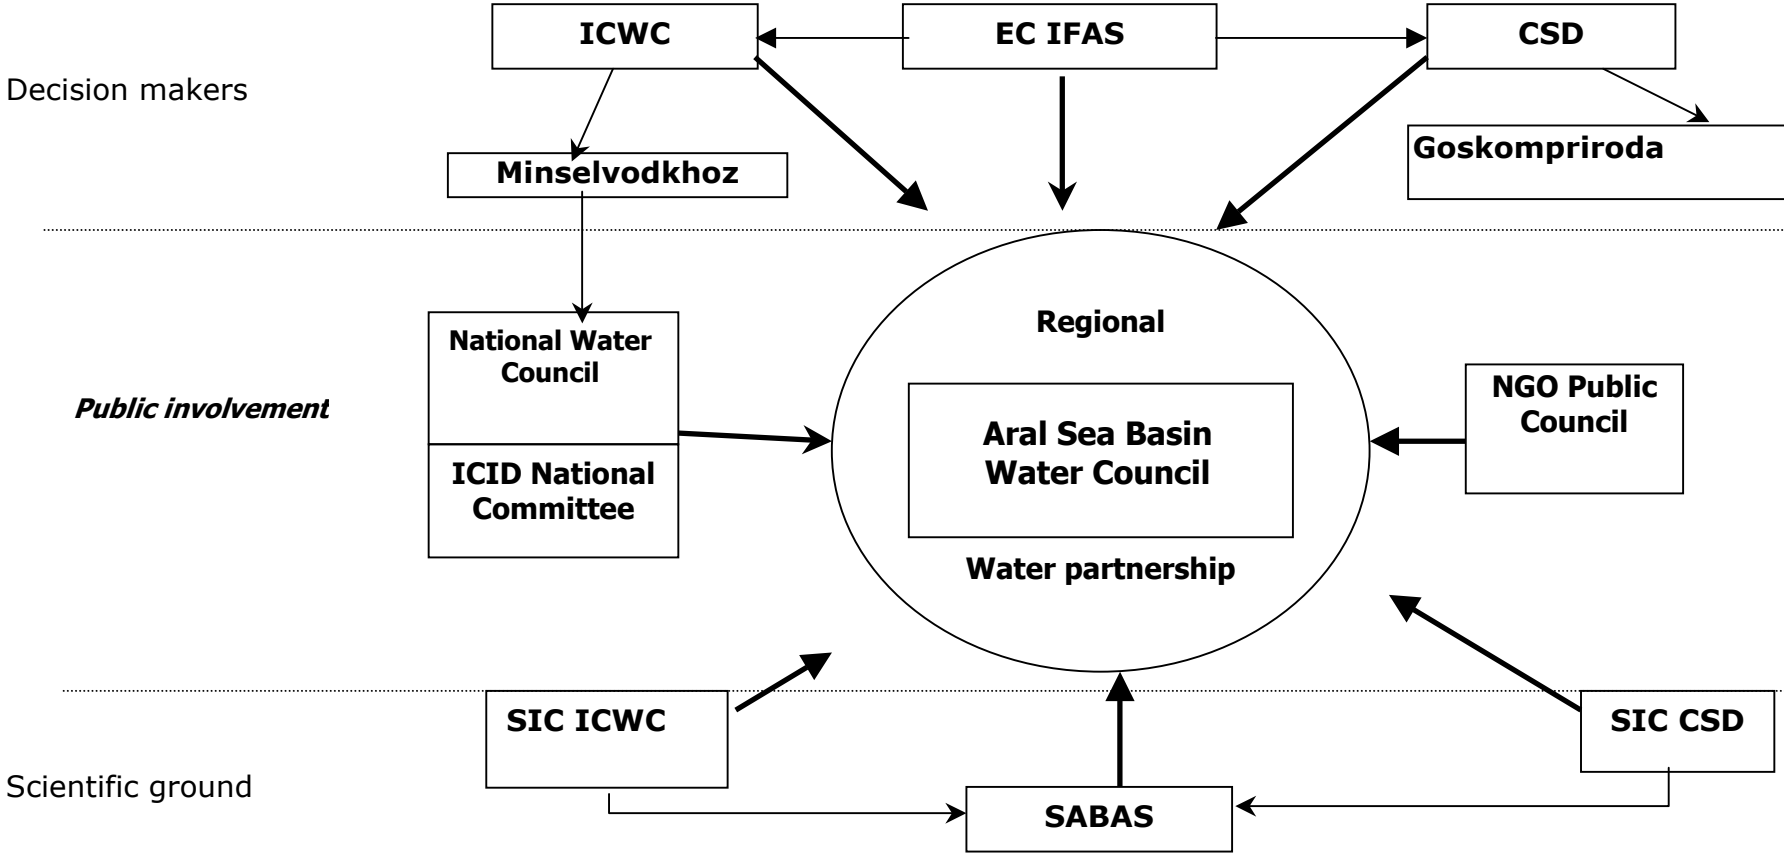 ICWC
EC IFAS
CSD
Decision makers
Goskompriroda
Minselvodkhoz
Regional
National Water
Council
NGO Public
Council
Public involvement
Aral Sea Basin
Water Council
ICID National
Committee
Water partnership
SIC ICWC
SIC CSD
Scientific ground
SABAS